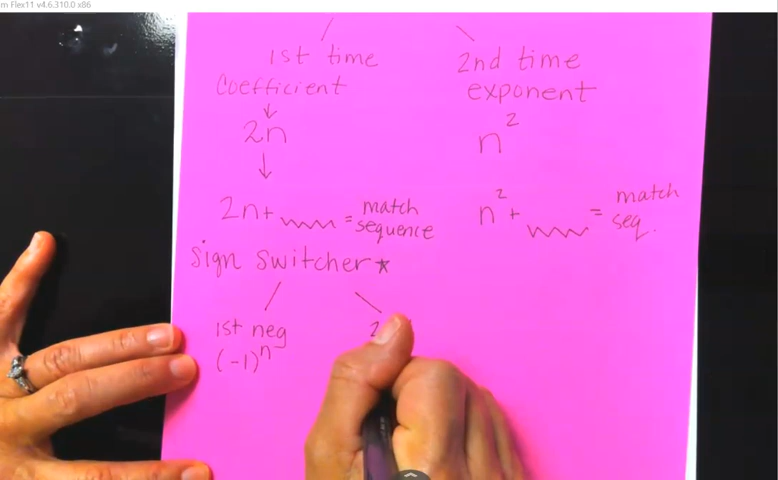 m Flex11 v4.6.310.0 x86
1st time
Coefficient
2n
2n+ = match
sequence
2nd time
exponent
n²
n² + = match
seq.
Sign switcher*
1st neg
(-1)ⁿ
2